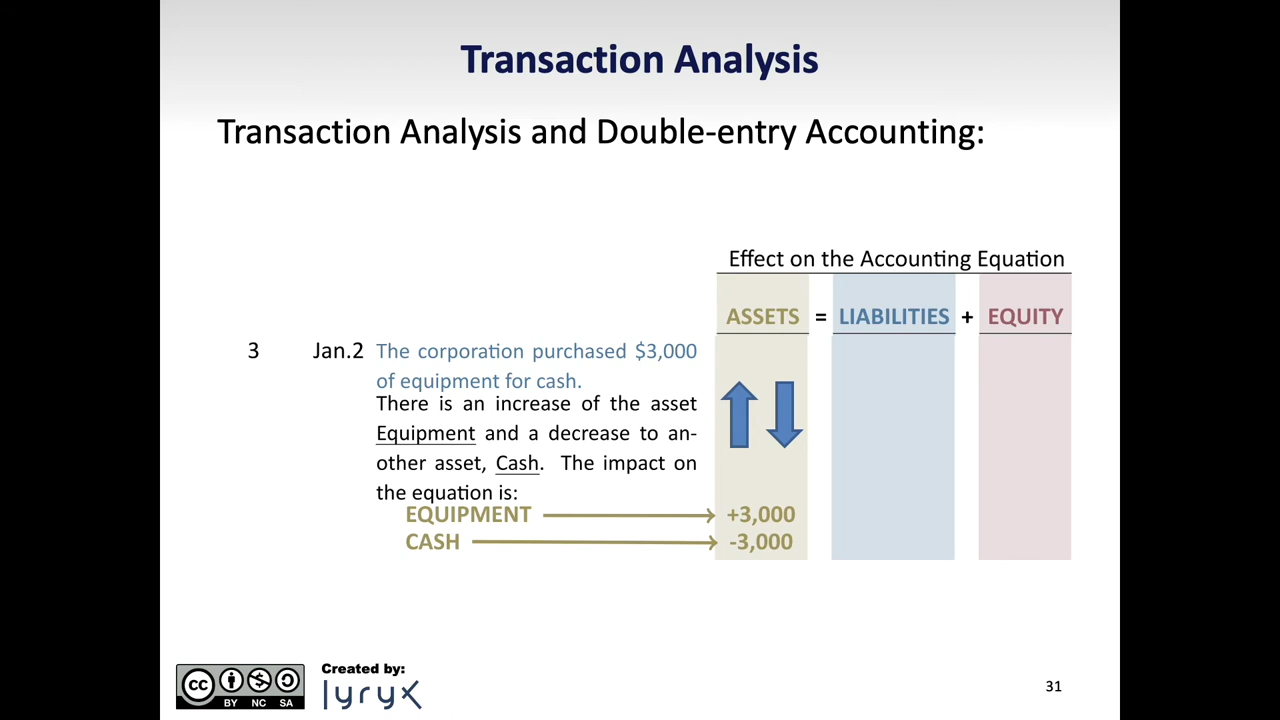 Transaction Analysis
Transaction Analysis and Double-entry Accounting:
Effect on the Accounting Equation
ASSETS = LIABILITIES + EQUITY
3 Jan.2 The corporation purchased $3,000
of equipment for cash.
There is an increase of the asset
Equipment and a decrease to an-
other asset, Cash. The impact on
the equation is:
EQUIPMENT +3,000
CASH -3,000
cc BY NC SA
Created by:
lyryx
31